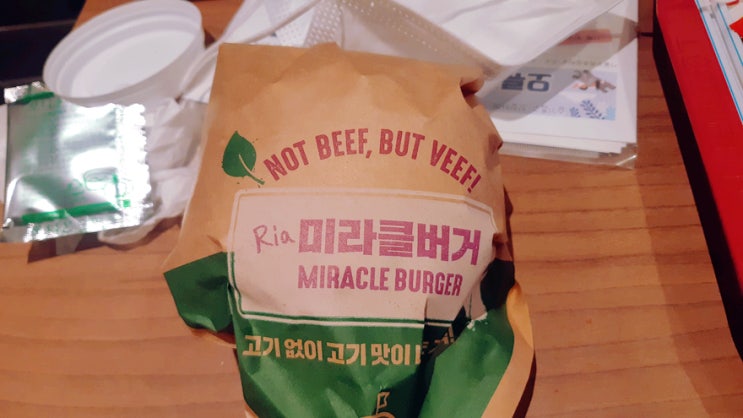 NOT BEEF, BUT VEEF!
Ria 미라클버거
MIRACLE BURGER
고기 없이 고기 맛이